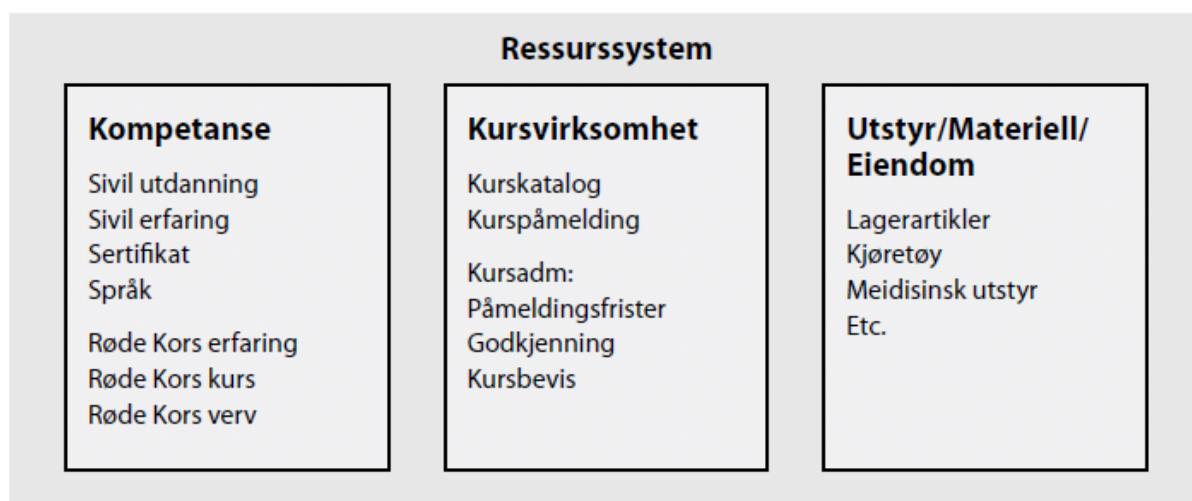 Ressurssystem
Kompetanse
Sivil utdanning
Sivil erfaring
Sertifikat
Språk
Røde Kors erfaring
Røde Kors kurs
Røde Kors verv
Kursvirksomhet
Kurskatalog
Kurspåmelding
Kursadm:
Påmeldingsfrister
Godkjenning
Kursbevis
Utstyr/Materiell/
Eiendom
Lagerartikler
Kjøretøy
Meidisinsk utstyr
Etc.